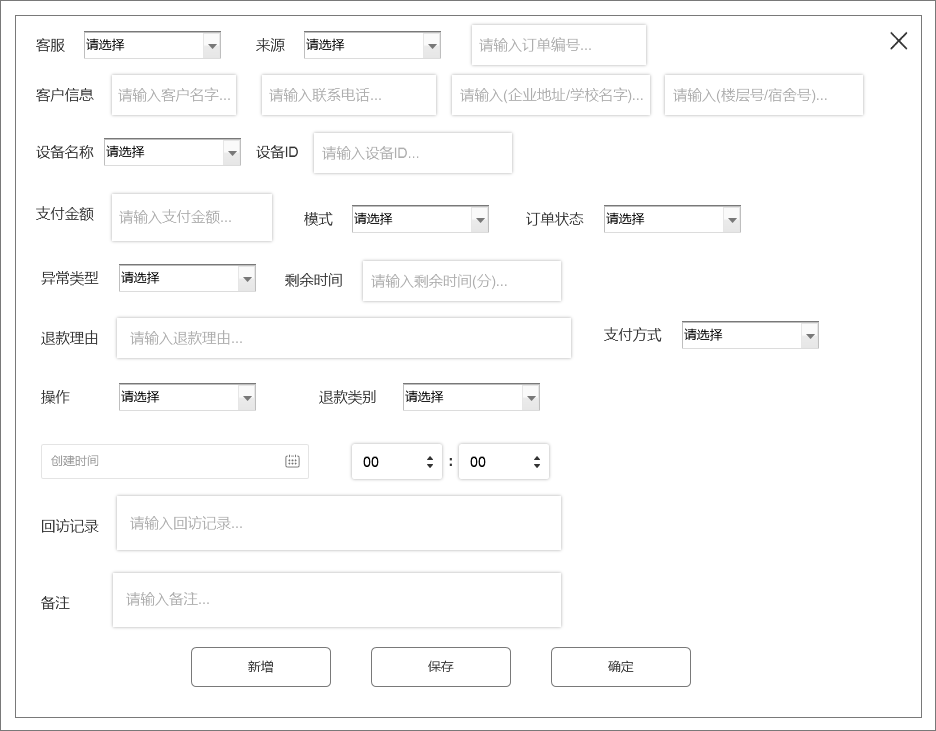 客服 请选择 来源 请选择 请输入订单编号...
客户信息 请输入客户名字... 请输入联系电话... 请输入(企业地址/学校名字)... 请输入(楼层号/宿舍号)...
设备名称 请选择 设备ID 请输入设备ID...
支付金额 请输入支付金额... 模式 请选择 订单状态 请选择
异常类型 请选择 剩余时间 请输入剩余时间(分)...
退款理由 请输入退款理由... 支付方式 请选择
操作 请选择 退款类别 请选择
创建时间 00 : 00
回访记录 请输入回访记录...
备注 请输入备注...
新增 保存 确定